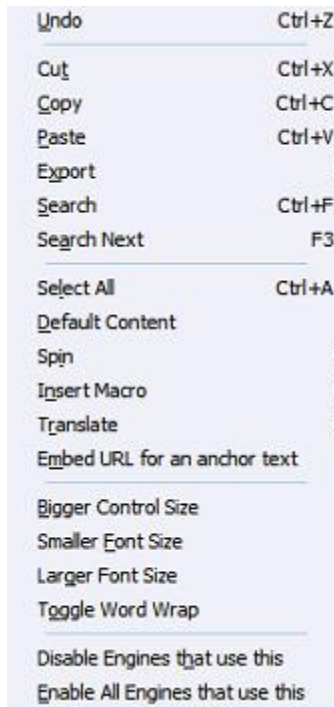 Undo Ctrl+Z
Cut Ctrl+X
Copy Ctrl+C
Paste Ctrl+V
Export
Search Ctrl+F
Search Next F3
Select All Ctrl+A
Default Content
Spin
Insert Macro
Translate
Embed URL for an anchor text
Bigger Control Size
Smaller Font Size
Larger Font Size
Toggle Word Wrap
Disable Engines that use this
Enable All Engines that use this